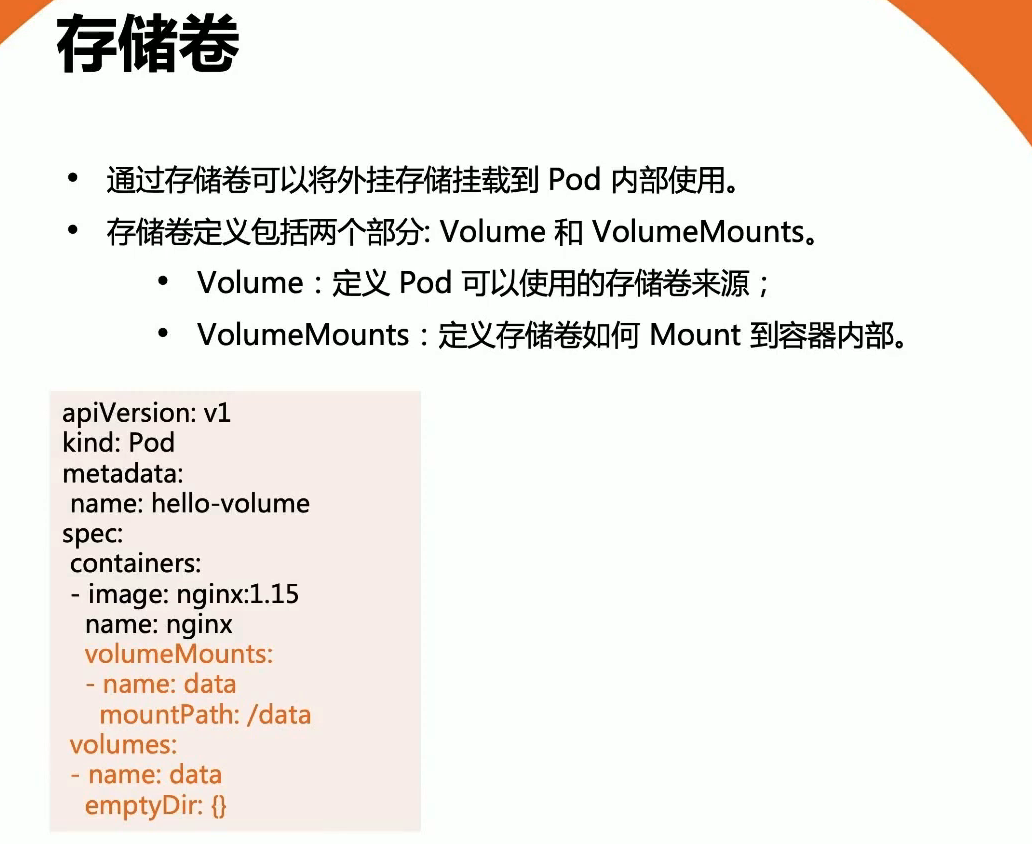 存储卷
• 通过存储卷可以将外挂存储挂载到 Pod 内部使用。
• 存储卷定义包括两个部分: Volume 和 VolumeMounts。
• Volume：定义 Pod 可以使用的存储卷来源；
• VolumeMounts：定义存储卷如何 Mount 到容器内部。
apiVersion: v1
kind: Pod
metadata:
 name: hello-volume
spec:
 containers:
 - image: nginx:1.15
   name: nginx
   volumeMounts:
   - name: data
     mountPath: /data
 volumes:
 - name: data
   emptyDir: {}